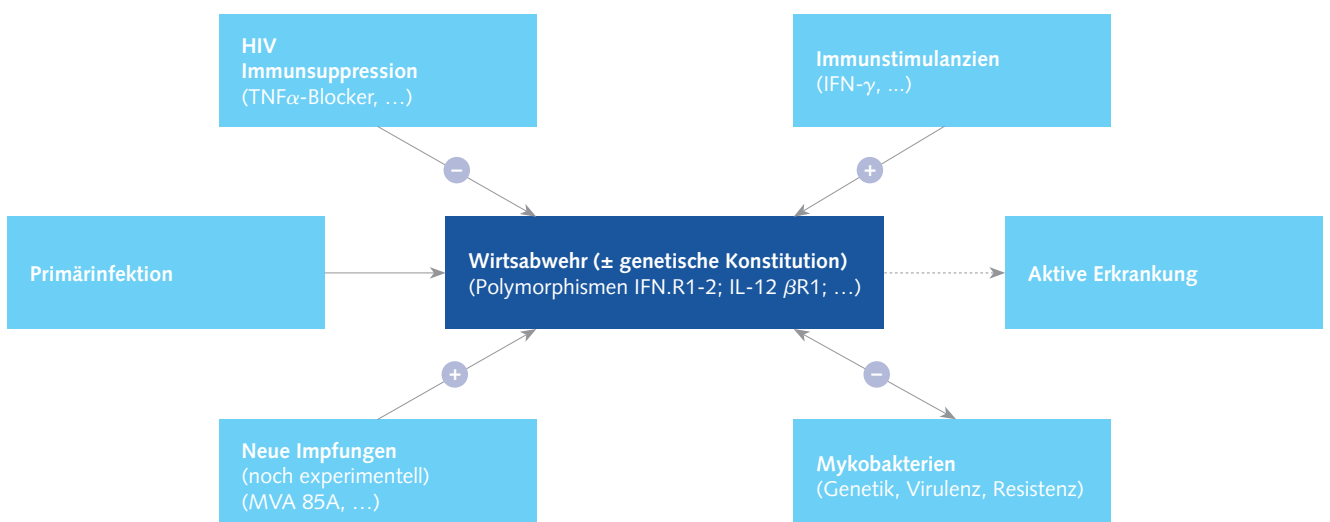 HIV
Immunsuppression
(TNFα-Blocker, …)
Immunstimulanzien
(IFN-γ, ...)
–
+
Primärinfektion
Wirtsabwehr (± genetische Konstitution)
(Polymorphismen IFN.R1-2; IL-12 βR1; …)
Aktive Erkrankung
+
–
Neue Impfungen
(noch experimentell)
(MVA 85A, …)
Mykobakterien
(Genetik, Virulenz, Resistenz)